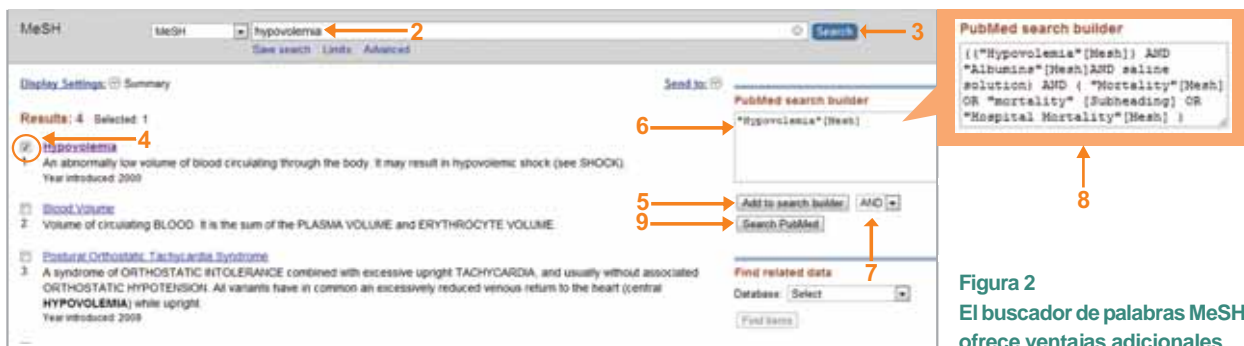 MeSH
MeSH
hypovolemia
2
Search
3
Save search Limits Advanced
Display Settings: Summary
Send to:
Results: 4 Selected: 1
4
Hypovolemia
1. An abnormally low volume of blood circulating through the body. It may result in hypovolemic shock (see SHOCK).
Year introduced: 2009
Blood Volume
2. Volume of circulating BLOOD. It is the sum of the PLASMA VOLUME and ERYTHROCYTE VOLUME.
Postural Orthostatic Tachycardia Syndrome
3. A syndrome of ORTHOSTATIC INTOLERANCE combined with excessive upright TACHYCARDIA, and usually without associated
ORTHOSTATIC HYPOTENSION. All variants have in common an excessively reduced venous return to the heart (central
HYPOVOLEMIA) while upright.
Year introduced: 2009
PubMed search builder
6
"Hypovolemia"[Mesh]
5
Add to search builder AND
9
Search PubMed
7
Find related data
Database: Select
Find items
PubMed search builder
(("Hypovolemia"[Mesh]) AND
"Albumins"[Mesh]AND saline
solution) AND ( "Mortality"[Mesh]
OR "mortality" [Subheading] OR
"Hospital Mortality"[Mesh] )
8
Figura 2
El buscador de palabras MeSH
ofrece ventajas adicionales